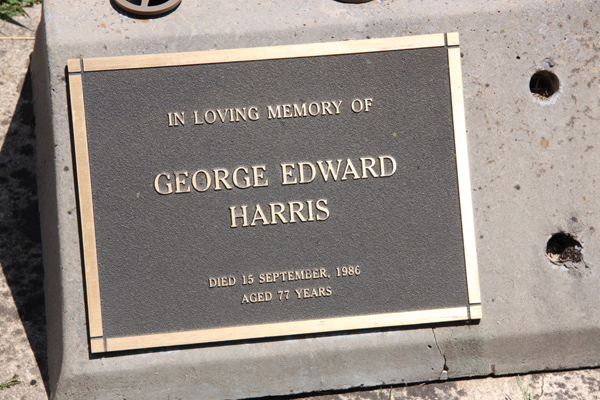 IN LOVING MEMORY OF
GEORGE EDWARD
HARRIS
DIED 15 SEPTEMBER, 1986
AGED 77 YEARS